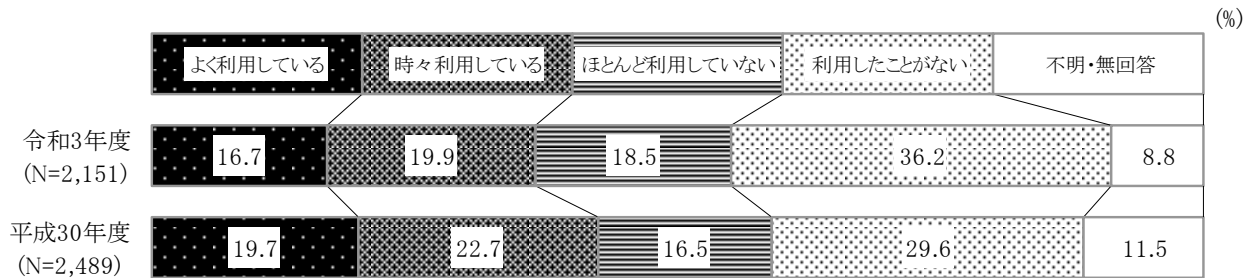 (%)
よく利用している 時々利用している ほとんど利用していない 利用したことがない 不明・無回答
令和3年度
(N=2,151)
16.7 19.9 18.5 36.2 8.8
平成30年度
(N=2,489)
19.7 22.7 16.5 29.6 11.5